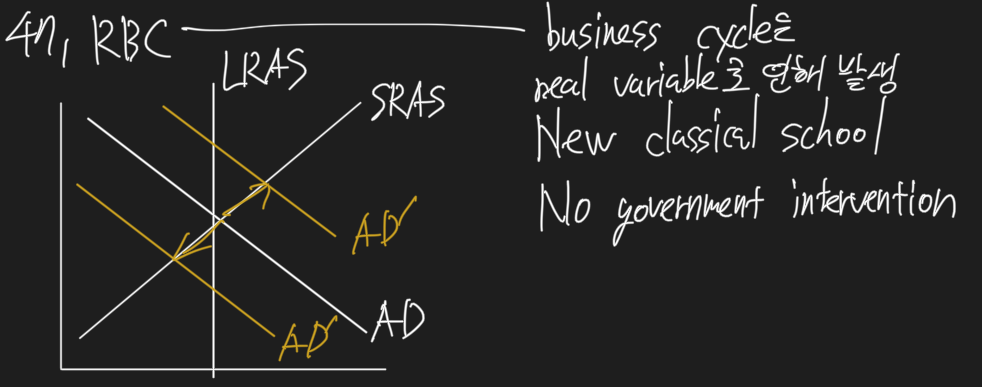 4n, RBC
business cycle은
real variable로 인해 발생
New classical school
No government intervention
LRAS
SRAS
AD'
AD
AD'